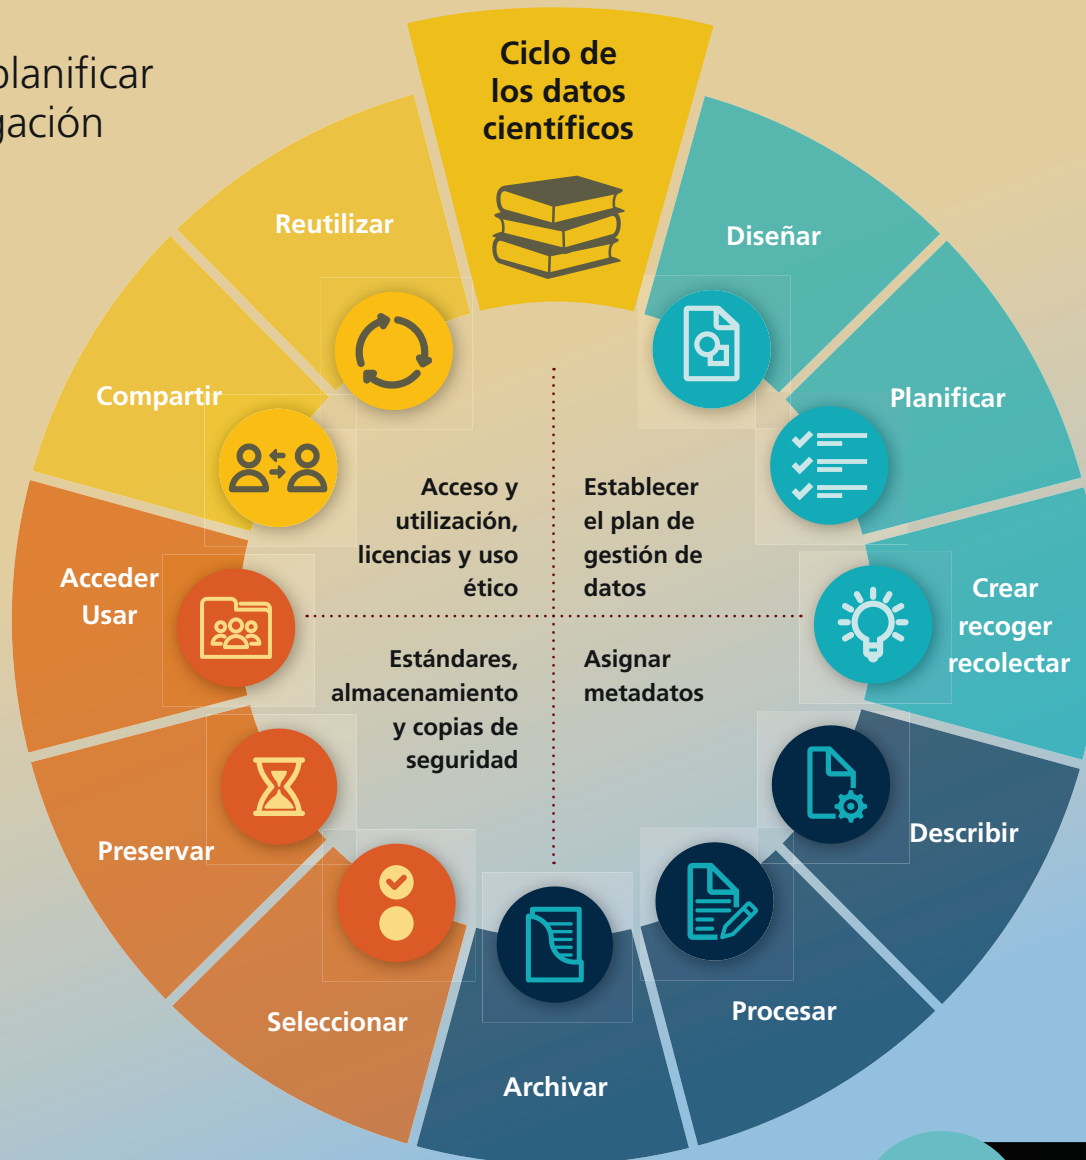 planificar
gación
Ciclo de
los datos
científicos
Diseñar
Planificar
Crear
recoger
recolectar
Describir
Procesar
Archivar
Seleccionar
Preservar
Acceder
Usar
Compartir
Reutilizar
Acceso y
utilización,
licencias y uso
ético
Establecer
el plan de
gestión de
datos
Estándares,
almacenamiento
y copias de
seguridad
Asignar
metadatos